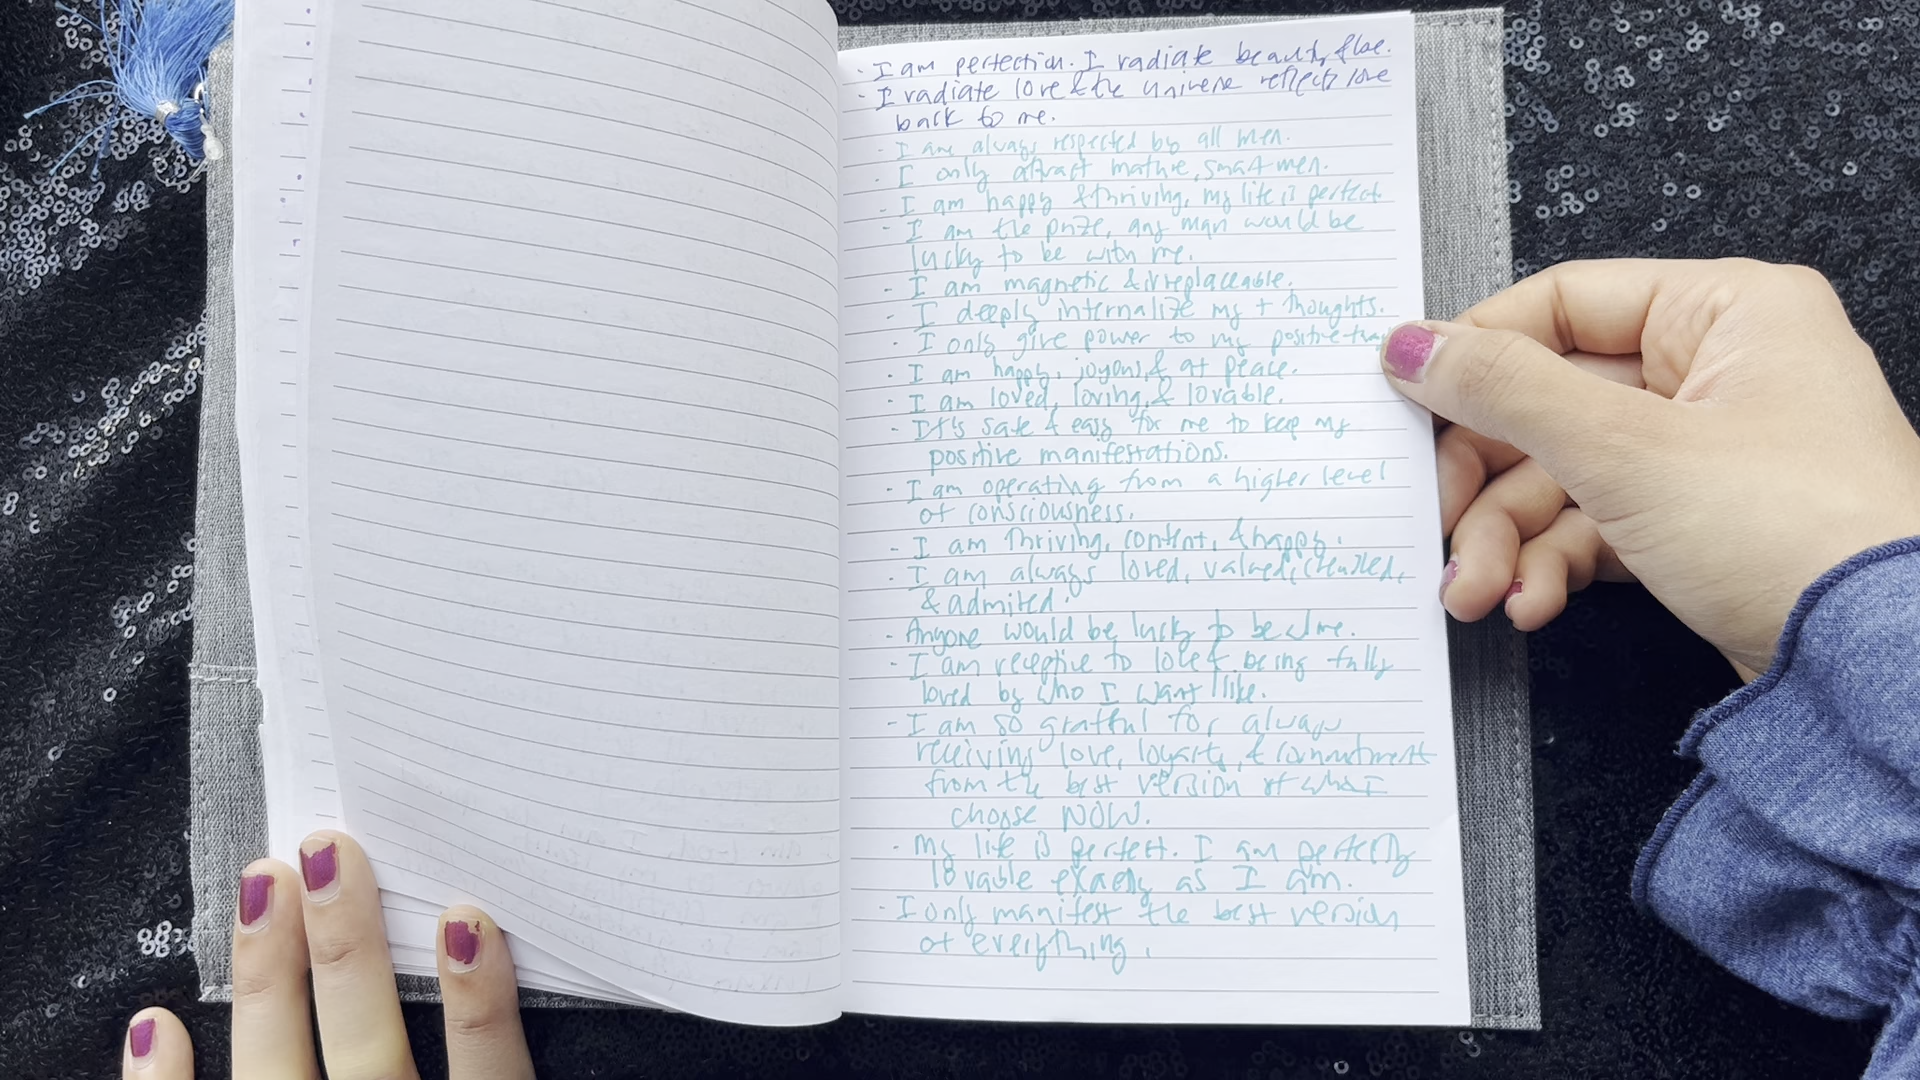 - I am perfection. I radiate beauty & love.
- I radiate love & the universe reflects love
back to me.
- I am always respected by all men.
- I only attract mature, smart men.
- I am happy & thriving, my life is perfect.
- I am the prize, any man would be
lucky to be with me.
- I am magnetic & irreplaceable.
- I deeply internalize my + thoughts.
- I only give power to my positive
- I am happy, joyous, & at peace.
- I am loved, loving, & lovable.
- It's safe & easy for me to keep my
positive manifestations.
- I am operating from a higher level
of consciousness.
- I am thriving, content, & happy.
- I am always loved, valued, cherished,
& admired.
- Anyone would be lucky to be w/ me.
- I am receptive to love & being fully
loved by who I want / like.
- I am so grateful for always
receiving love, loyalty, & commitment
from the best version of who I
choose NOW.
- My life is perfect. I am perfectly
lovable exactly as I am.
- I only manifest the best version
of everything.